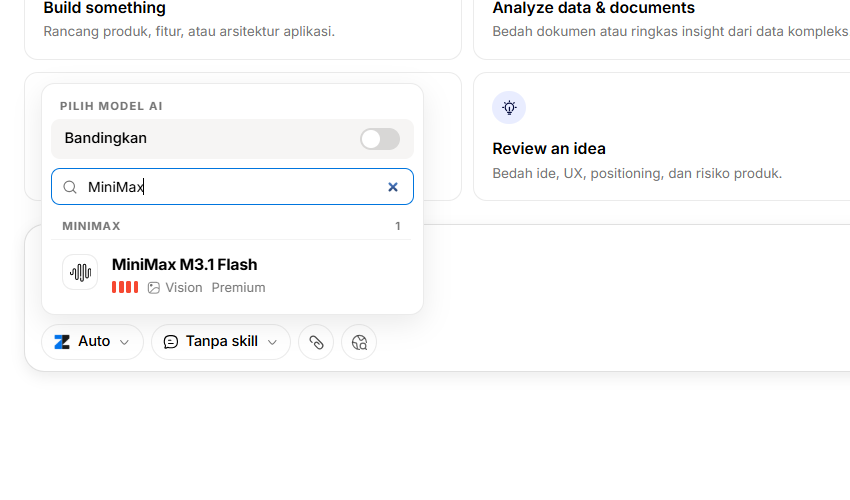 Build something
Rancang produk, fitur, atau arsitektur aplikasi.
Analyze data & documents
Bedah dokumen atau ringkas insight dari data kompleks
PILIH MODEL AI
Bandingkan
MiniMax
MINIMAX 1
MiniMax M3.1 Flash
Vision Premium
Review an idea
Bedah ide, UX, positioning, dan risiko produk.
Auto
Tanpa skill